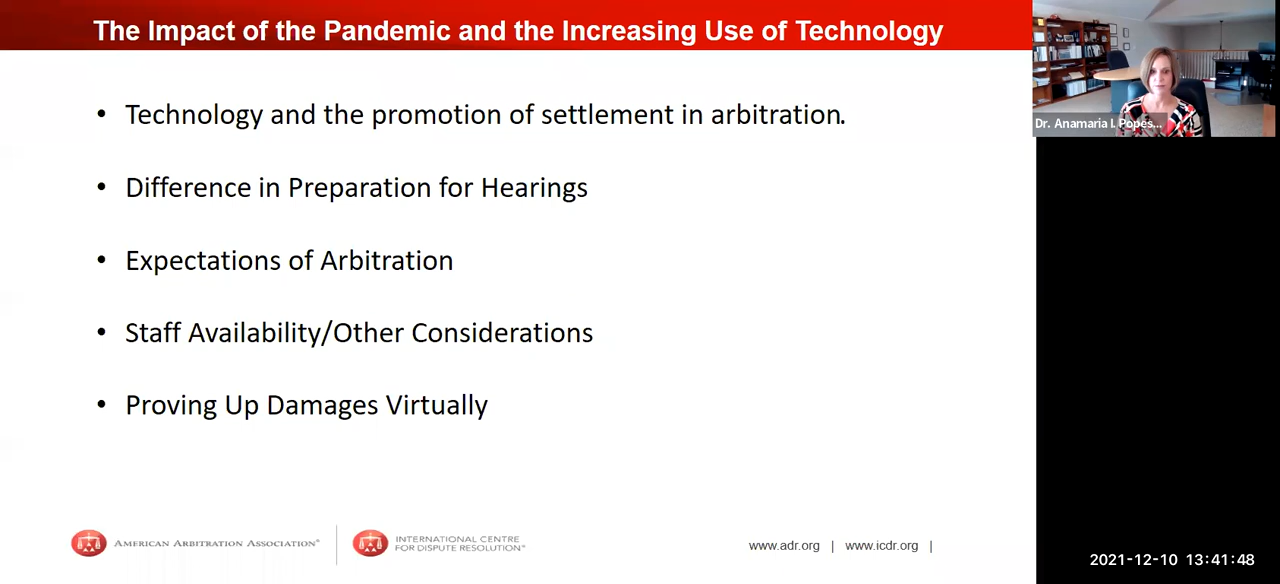 The Impact of the Pandemic and the Increasing Use of Technology
Dr. Anamaria I. Popes...
• Technology and the promotion of settlement in arbitration.
• Difference in Preparation for Hearings
• Expectations of Arbitration
• Staff Availability/Other Considerations
• Proving Up Damages Virtually
AMERICAN ARBITRATION ASSOCIATION®
INTERNATIONAL CENTRE
FOR DISPUTE RESOLUTION™
www.adr.org | www.icdr.org |
2021-12-10 13:41:48